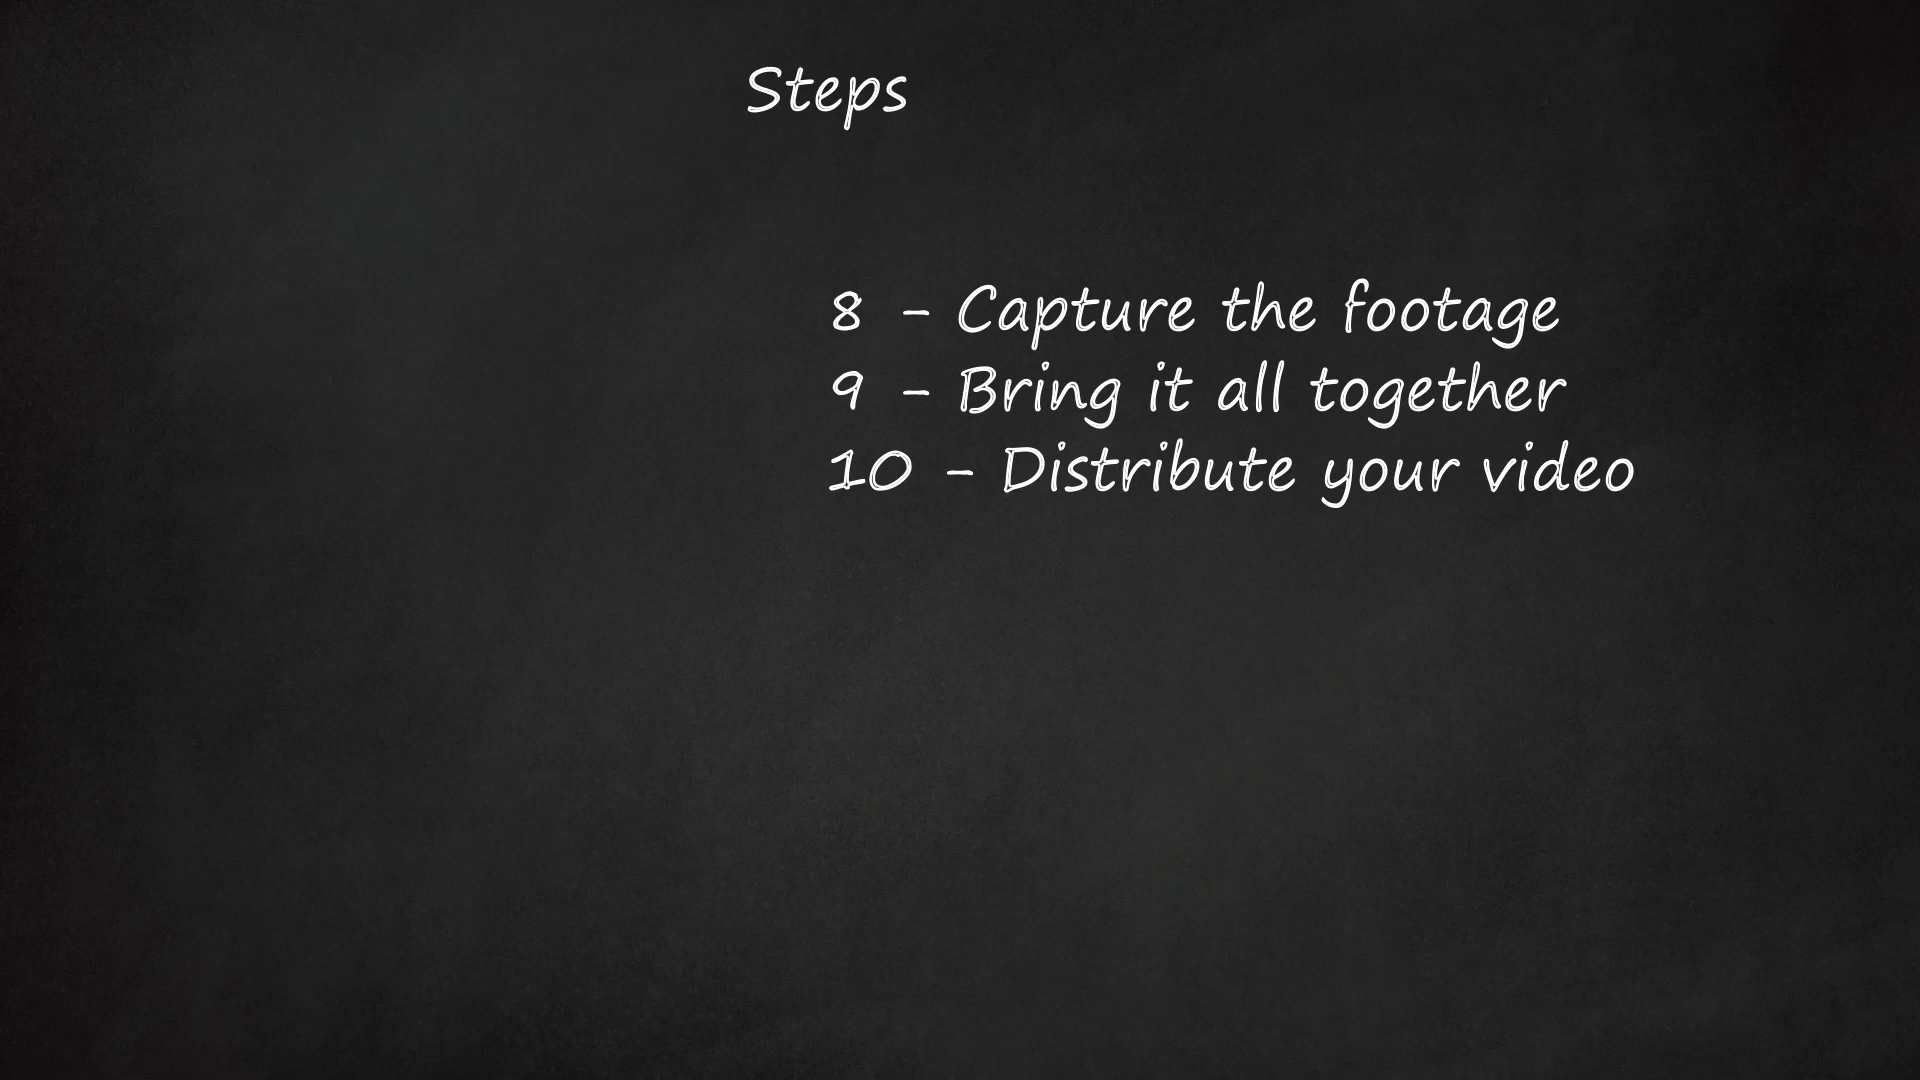 Steps
8 - Capture the footage
9 - Bring it all together
10 - Distribute your video